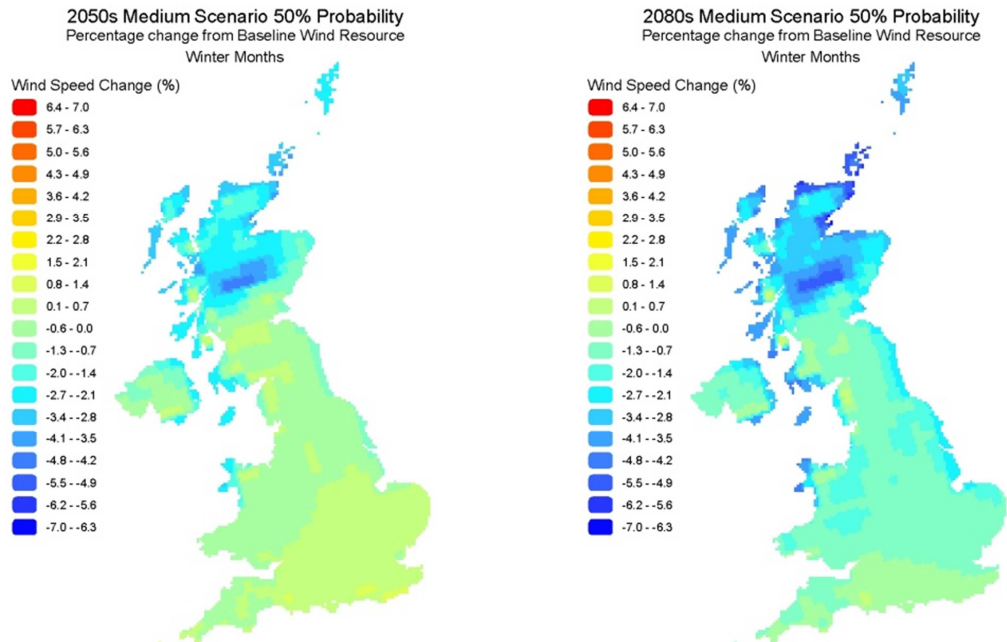 2050s Medium Scenario 50% Probability
Percentage change from Baseline Wind Resource
Winter Months
Wind Speed Change (%)
6.4 - 7.0
5.7 - 6.3
5.0 - 5.6
4.3 - 4.9
3.6 - 4.2
2.9 - 3.5
2.2 - 2.8
1.5 - 2.1
0.8 - 1.4
0.1 - 0.7
-0.6 - 0.0
-1.3 - -0.7
-2.0 - -1.4
-2.7 - -2.1
-3.4 - -2.8
-4.1 - -3.5
-4.8 - -4.2
-5.5 - -4.9
-6.2 - -5.6
-7.0 - -6.3
2080s Medium Scenario 50% Probability
Percentage change from Baseline Wind Resource
Winter Months
Wind Speed Change (%)
6.4 - 7.0
5.7 - 6.3
5.0 - 5.6
4.3 - 4.9
3.6 - 4.2
2.9 - 3.5
2.2 - 2.8
1.5 - 2.1
0.8 - 1.4
0.1 - 0.7
-0.6 - 0.0
-1.3 - -0.7
-2.0 - -1.4
-2.7 - -2.1
-3.4 - -2.8
-4.1 - -3.5
-4.8 - -4.2
-5.5 - -4.9
-6.2 - -5.6
-7.0 - -6.3